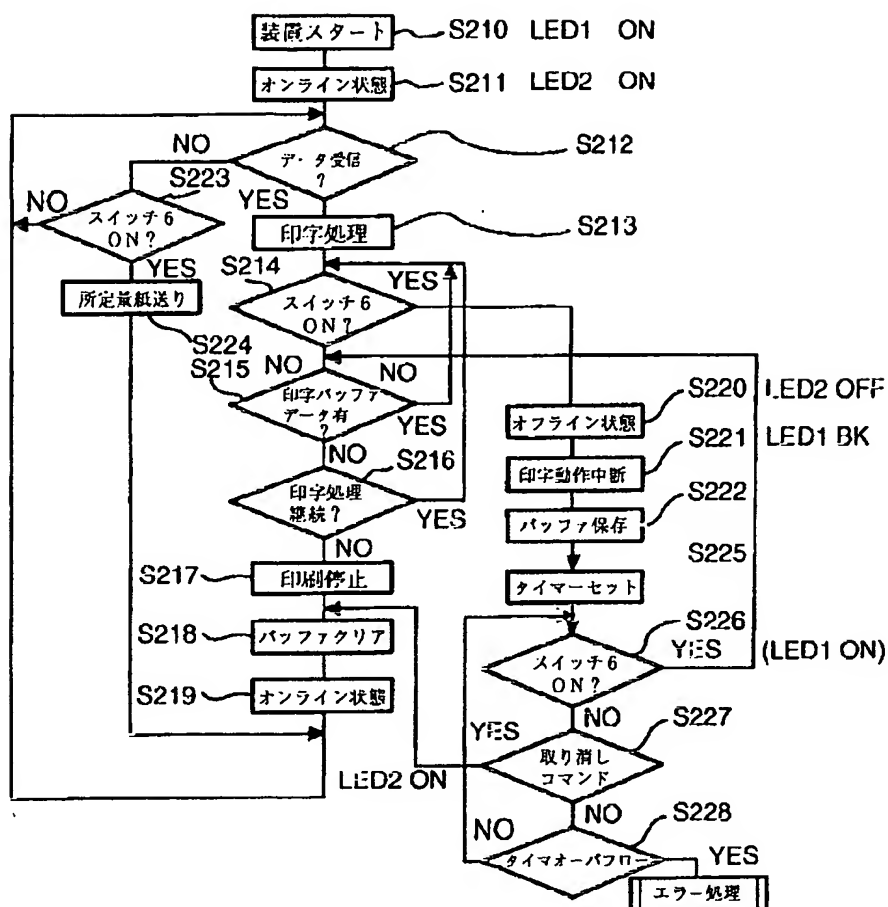 装置スタート S210 LED1 ON
オンライン状態 S211 LED2 ON
データ受信
?
S212
NO
YES
S223
スイッチ6
ON?
NO
YES
印字処理
S213
所定量紙送り
S224
S214
スイッチ6
ON?
YES
NO
NO
S215
印字バッファ
データ有
?
YES
NO
S216
印字処理
継続?
YES
NO
S217
印刷停止
S218
バッファクリア
S219
オンライン状態
LED2 ON
オフライン状態
S220 LED2 OFF
印字動作中断
S221 LED1 BK
バッファ保存
S222
S225
タイマーセット
S226
スイッチ6
ON?
YES (LED1 ON)
NO
S227
取り消し
コマンド
YES
NO
S228
タイマオーバフロー
NO
YES
エラー処理